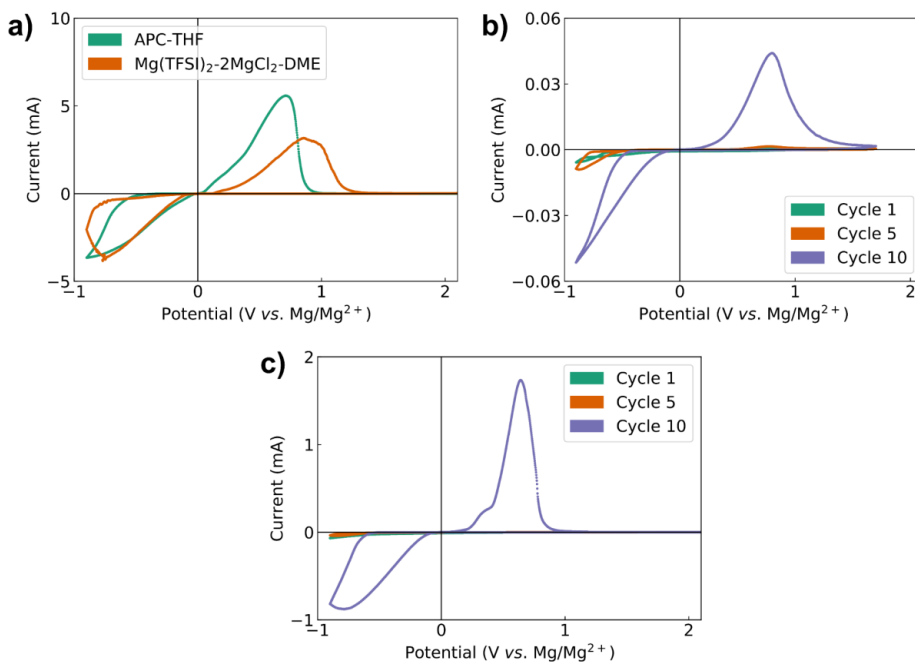 a)
10
5
0
−5
Current (mA)
APC-THF
Mg(TFSI)₂-2MgCl₂-DME
−1
0
1
2
Potential (V vs. Mg/Mg²⁺)
b)
0.06
0.03
0.00
−0.03
−0.06
Current (mA)
Cycle 1
Cycle 5
Cycle 10
−1
0
1
2
Potential (V vs. Mg/Mg²⁺)
c)
2
1
0
−1
Current (mA)
Cycle 1
Cycle 5
Cycle 10
−1
0
1
2
Potential (V vs. Mg/Mg²⁺)